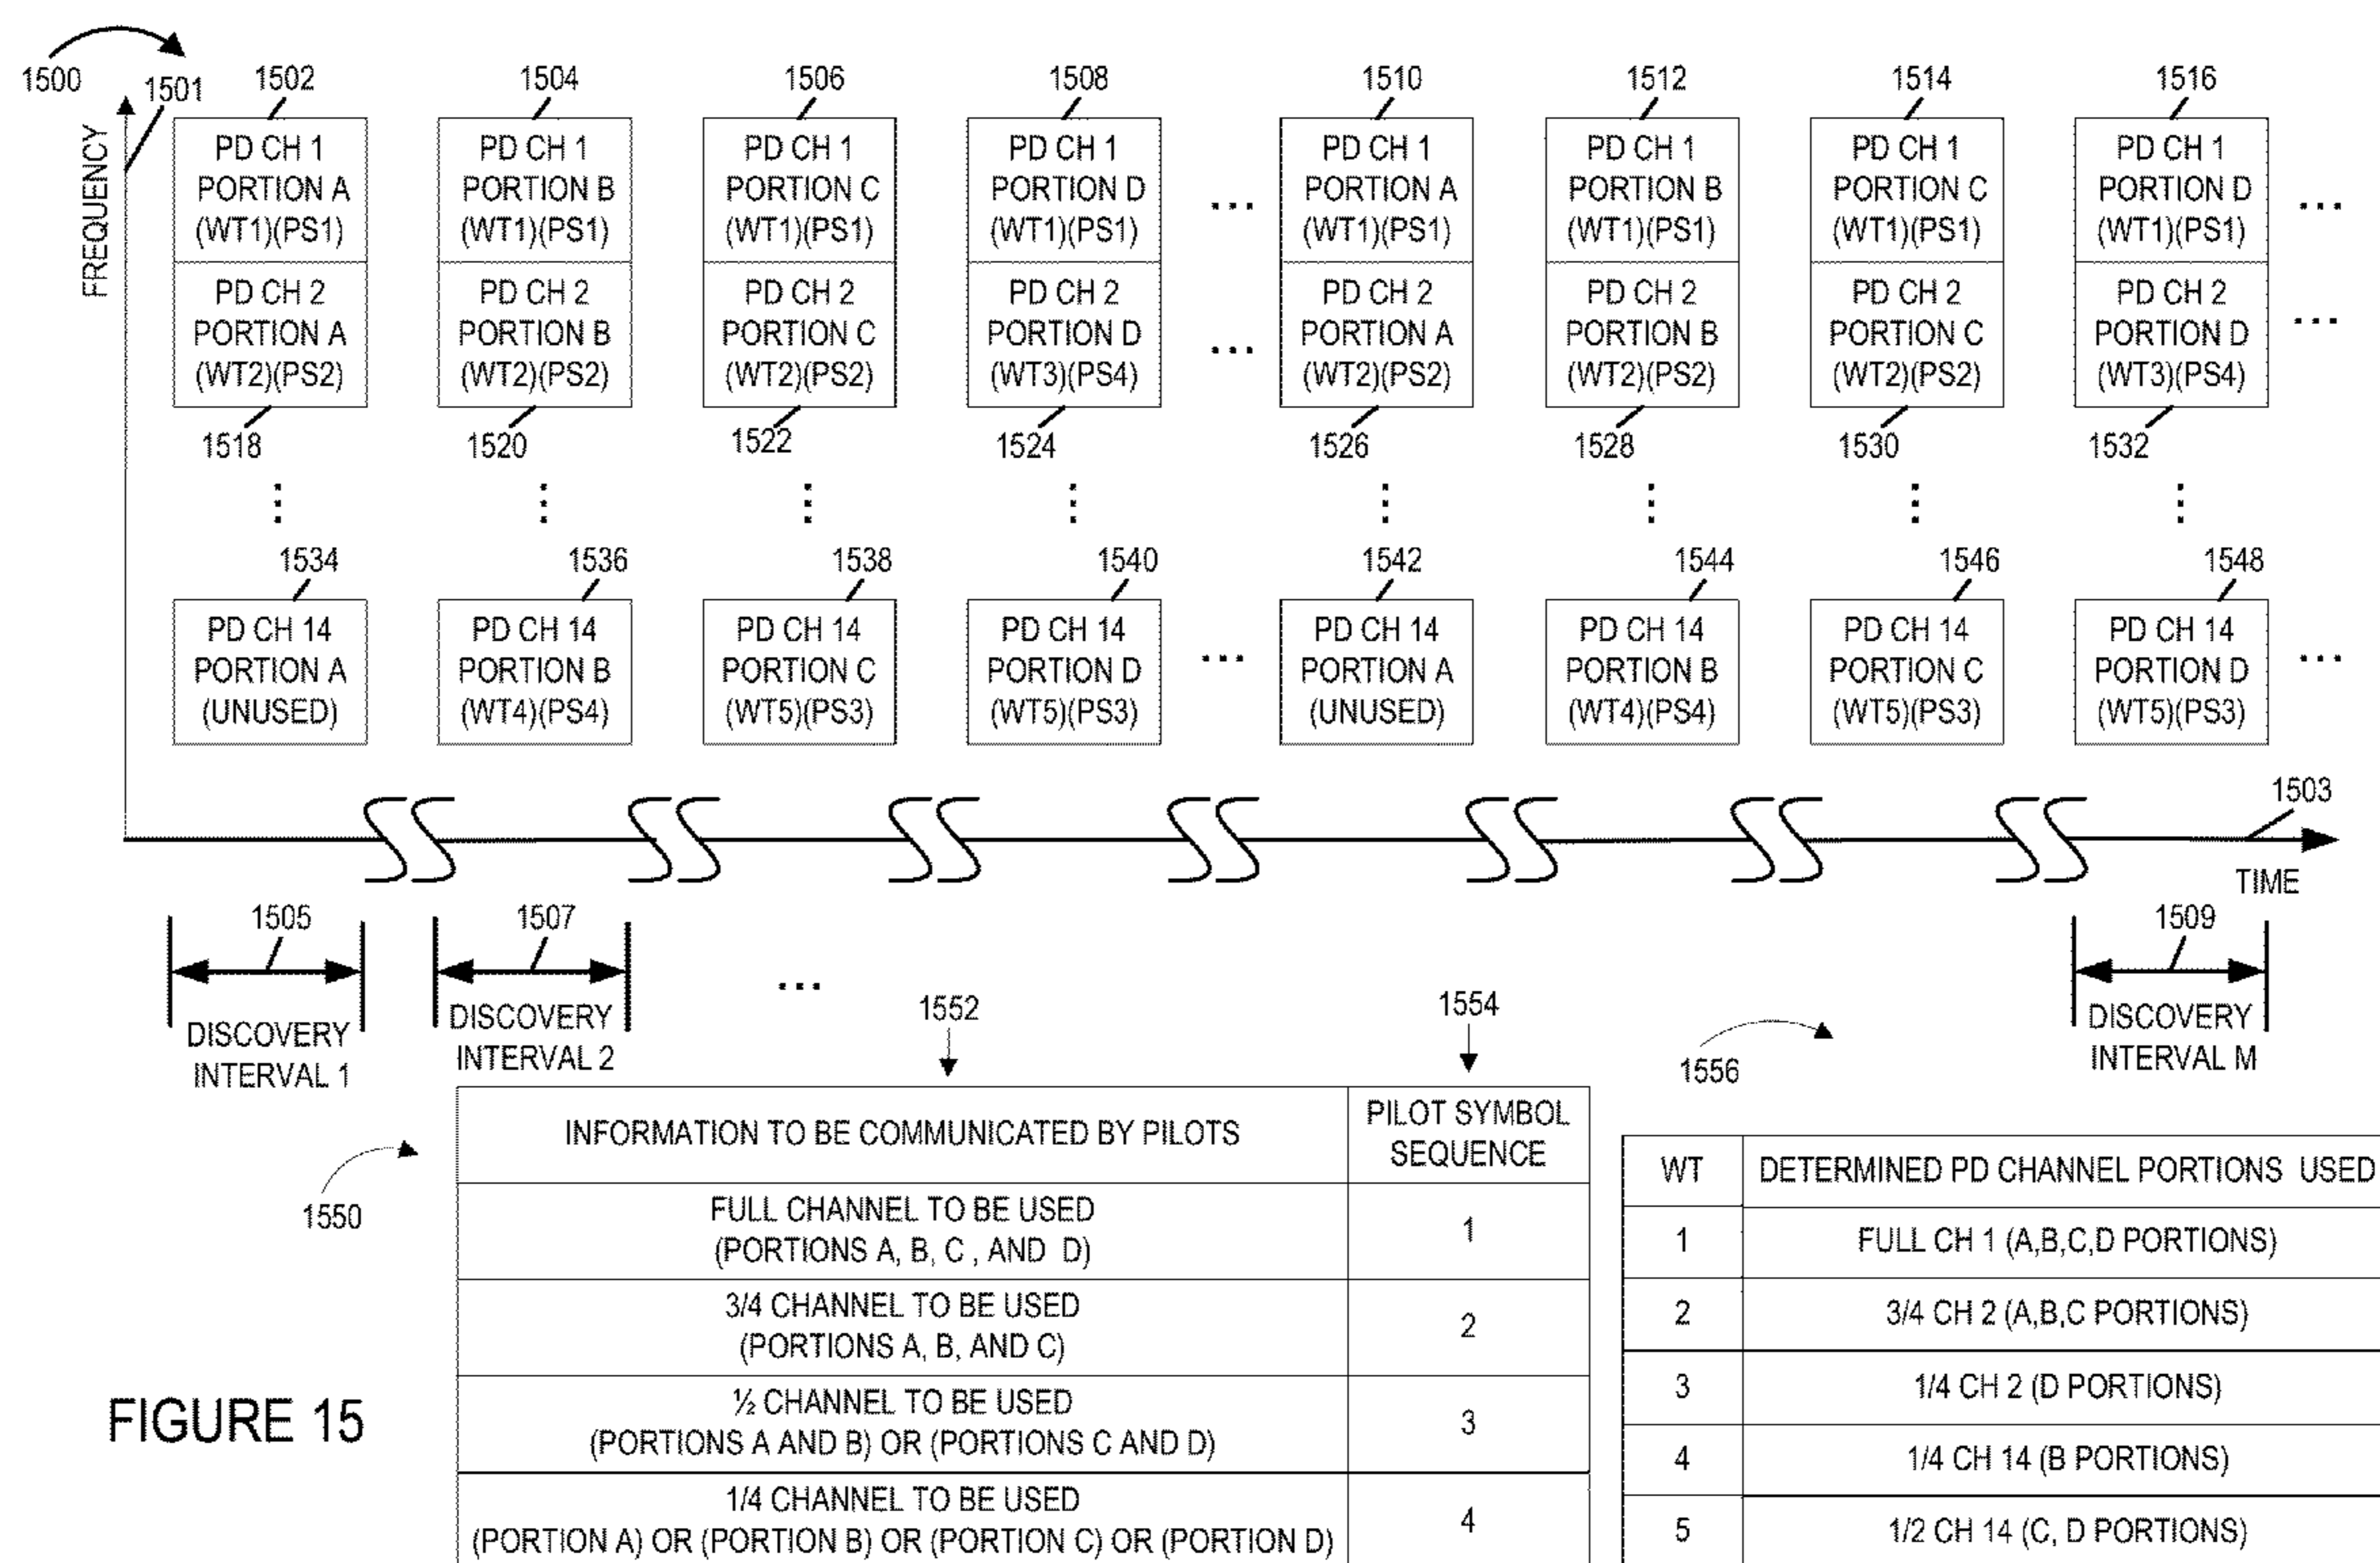 1500
1501
1502
1504
1506
1508
1510
1512
1514
1516
FREQUENCY
PD CH 1
PORTION A
(WT1)(PS1)
PD CH 1
PORTION B
(WT1)(PS1)
PD CH 1
PORTION C
(WT1)(PS1)
PD CH 1
PORTION D
(WT1)(PS1)
...
PD CH 1
PORTION A
(WT1)(PS1)
PD CH 1
PORTION B
(WT1)(PS1)
PD CH 1
PORTION C
(WT1)(PS1)
PD CH 1
PORTION D
(WT1)(PS1)
...
PD CH 2
PORTION A
(WT2)(PS2)
PD CH 2
PORTION B
(WT2)(PS2)
PD CH 2
PORTION C
(WT2)(PS2)
PD CH 2
PORTION D
(WT3)(PS4)
...
PD CH 2
PORTION A
(WT2)(PS2)
PD CH 2
PORTION B
(WT2)(PS2)
PD CH 2
PORTION C
(WT2)(PS2)
PD CH 2
PORTION D
(WT3)(PS4)
...
1518
1520
1522
1524
1526
1528
1530
1532
1534
1536
1538
1540
1542
1544
1546
1548
PD CH 14
PORTION A
(UNUSED)
PD CH 14
PORTION B
(WT4)(PS4)
PD CH 14
PORTION C
(WT5)(PS3)
PD CH 14
PORTION D
(WT5)(PS3)
...
PD CH 14
PORTION A
(UNUSED)
PD CH 14
PORTION B
(WT4)(PS4)
PD CH 14
PORTION C
(WT5)(PS3)
PD CH 14
PORTION D
(WT5)(PS3)
...
1503
TIME
1505
DISCOVERY
INTERVAL 1
1507
DISCOVERY
INTERVAL 2
...
1509
DISCOVERY
INTERVAL M
1552
1554
1556
1550
INFORMATION TO BE COMMUNICATED BY PILOTS
PILOT SYMBOL
SEQUENCE
FULL CHANNEL TO BE USED
(PORTIONS A, B, C , AND D)
1
3/4 CHANNEL TO BE USED
(PORTIONS A, B, AND C)
2
½ CHANNEL TO BE USED
(PORTIONS A AND B) OR (PORTIONS C AND D)
3
1/4 CHANNEL TO BE USED
(PORTION A) OR (PORTION B) OR (PORTION C) OR (PORTION D)
4
WT
DETERMINED PD CHANNEL PORTIONS USED
1
FULL CH 1 (A,B,C,D PORTIONS)
2
3/4 CH 2 (A,B,C PORTIONS)
3
1/4 CH 2 (D PORTIONS)
4
1/4 CH 14 (B PORTIONS)
5
1/2 CH 14 (C, D PORTIONS)
FIGURE 15